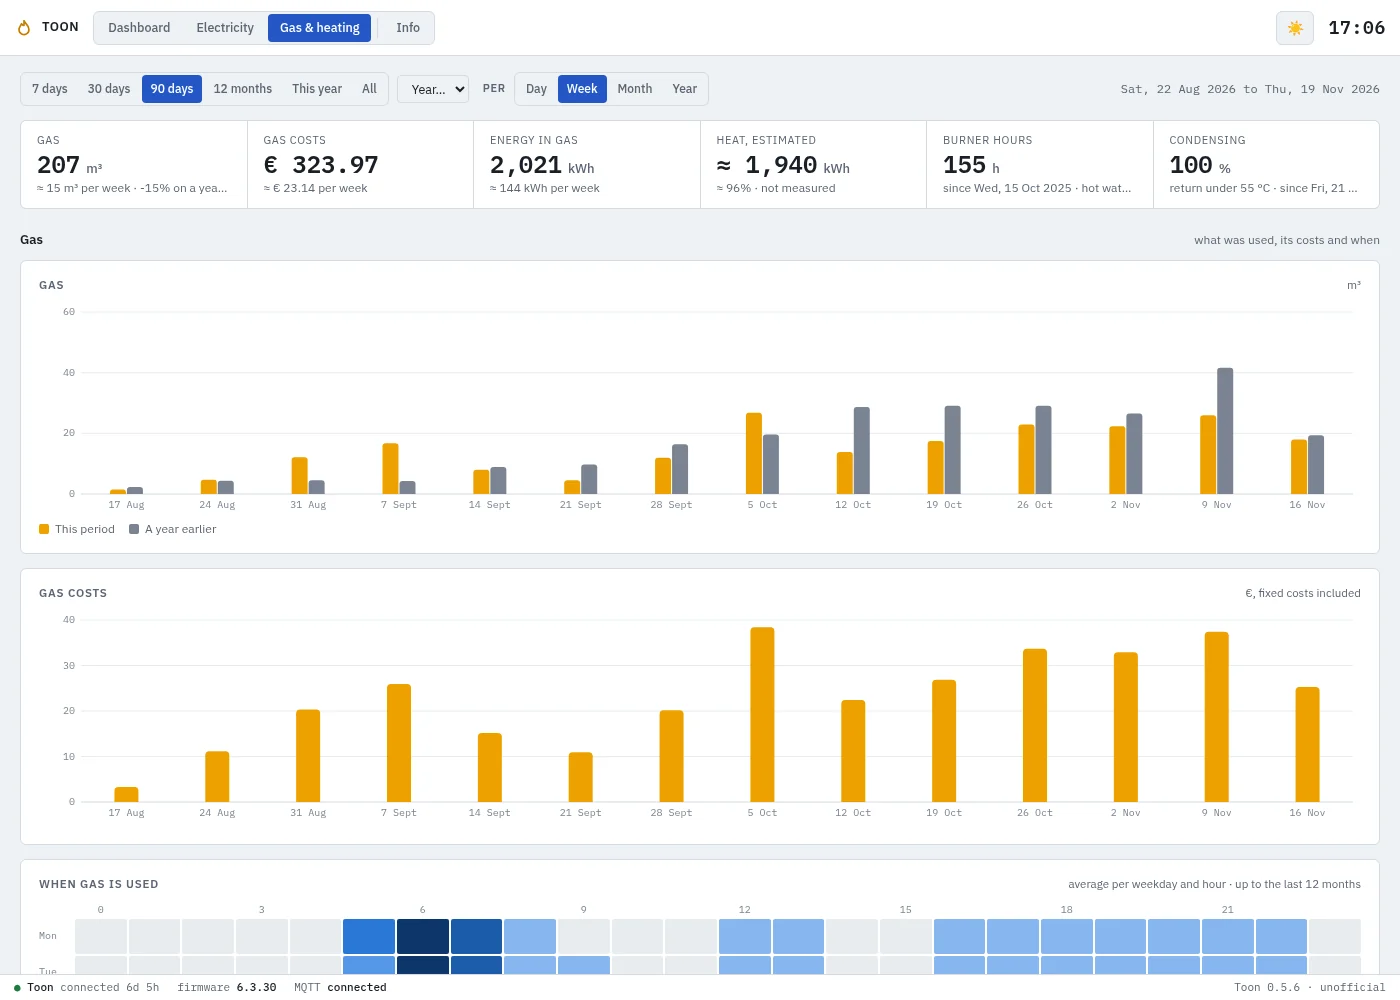 TOON Dashboard Electricity Gas & heating Info ☀️ 17:06
7 days 30 days 90 days 12 months This year All Year... PER Day Week Month Year Sat, 22 Aug 2026 to Thu, 19 Nov 2026
GAS GAS COSTS ENERGY IN GAS HEAT, ESTIMATED BURNER HOURS CONDENSING
207 m³ € 323.97 2,021 kWh ≈ 1,940 kWh 155 h 100 %
≈ 15 m³ per week · -15% on a yea... ≈ € 23.14 per week ≈ 144 kWh per week ≈ 96% · not measured since Wed, 15 Oct 2025 · hot wat... return under 55 °C · since Fri, 21 ...
Gas what was used, its costs and when
GAS m³
60
40
20
0
17 Aug 24 Aug 31 Aug 7 Sept 14 Sept 21 Sept 28 Sept 5 Oct 12 Oct 19 Oct 26 Oct 2 Nov 9 Nov 16 Nov
This period A year earlier
GAS COSTS €, fixed costs included
40
30
20
10
0
17 Aug 24 Aug 31 Aug 7 Sept 14 Sept 21 Sept 28 Sept 5 Oct 12 Oct 19 Oct 26 Oct 2 Nov 9 Nov 16 Nov
WHEN GAS IS USED average per weekday and hour · up to the last 12 months
0 3 6 9 12 15 18 21
Mon
Tue
Toon connected 6d 5h firmware 6.3.30 MQTT connected Toon 0.5.6 · unofficial